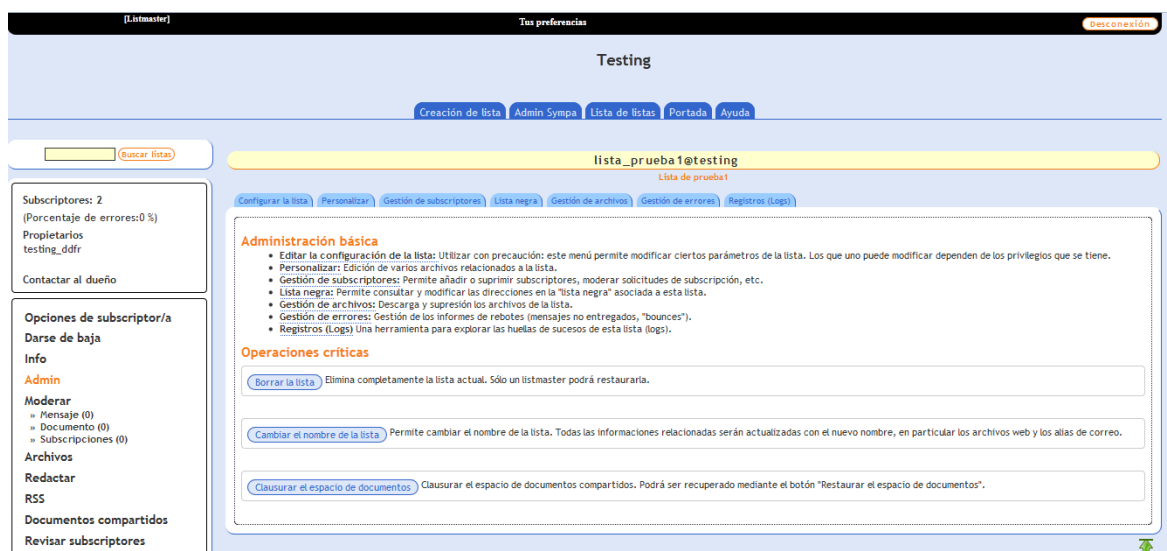 [Listmaster]
Tus preferencias
Desconexión
Testing
Creación de lista
Admin Sympa
Lista de listas
Portada
Ayuda
Buscar listas
Subscriptores: 2
(Porcentaje de errores:0 %)
Propietarios
testing_ddfr
Contactar al dueño
Opciones de subscriptor/a
Darse de baja
Info
Admin
Moderar
» Mensaje (0)
» Documento (0)
» Subscripciones (0)
Archivos
Redactar
RSS
Documentos compartidos
Revisar subscriptores
lista_prueba1@testing
Lista de prueba1
Configurar la lista
Personalizar
Gestión de subscriptores
Lista negra
Gestión de archivos
Gestión de errores
Registros (Logs)
Administración básica
• Editar la configuración de la lista: Utilizar con precaución: este menú permite modificar ciertos parámetros de la lista. Los que uno puede modificar dependen de los privilegios que se tiene.
• Personalizar: Edición de varios archivos relacionados a la lista.
• Gestión de subscriptores: Permite añadir o suprimir subscriptores, moderar solicitudes de subscripción, etc.
• Lista negra: Permite consultar y modificar las direcciones en la "lista negra" asociada a esta lista.
• Gestión de archivos: Descarga y supresión los archivos de la lista.
• Gestión de errores: Gestión de los informes de rebotes (mensajes no entregados, "bounces").
• Registros (Logs) Una herramienta para explorar las huellas de sucesos de esta lista (logs).
Operaciones críticas
Borrar la lista Elimina completamente la lista actual. Sólo un listmaster podrá restaurarla.
Cambiar el nombre de la lista Permite cambiar el nombre de la lista. Todas las informaciones relacionadas serán actualizadas con el nuevo nombre, en particular los archivos web y los alias de correo.
Clausurar el espacio de documentos Clausurar el espacio de documentos compartidos. Podrá ser recuperado mediante el botón "Restaurar el espacio de documentos".